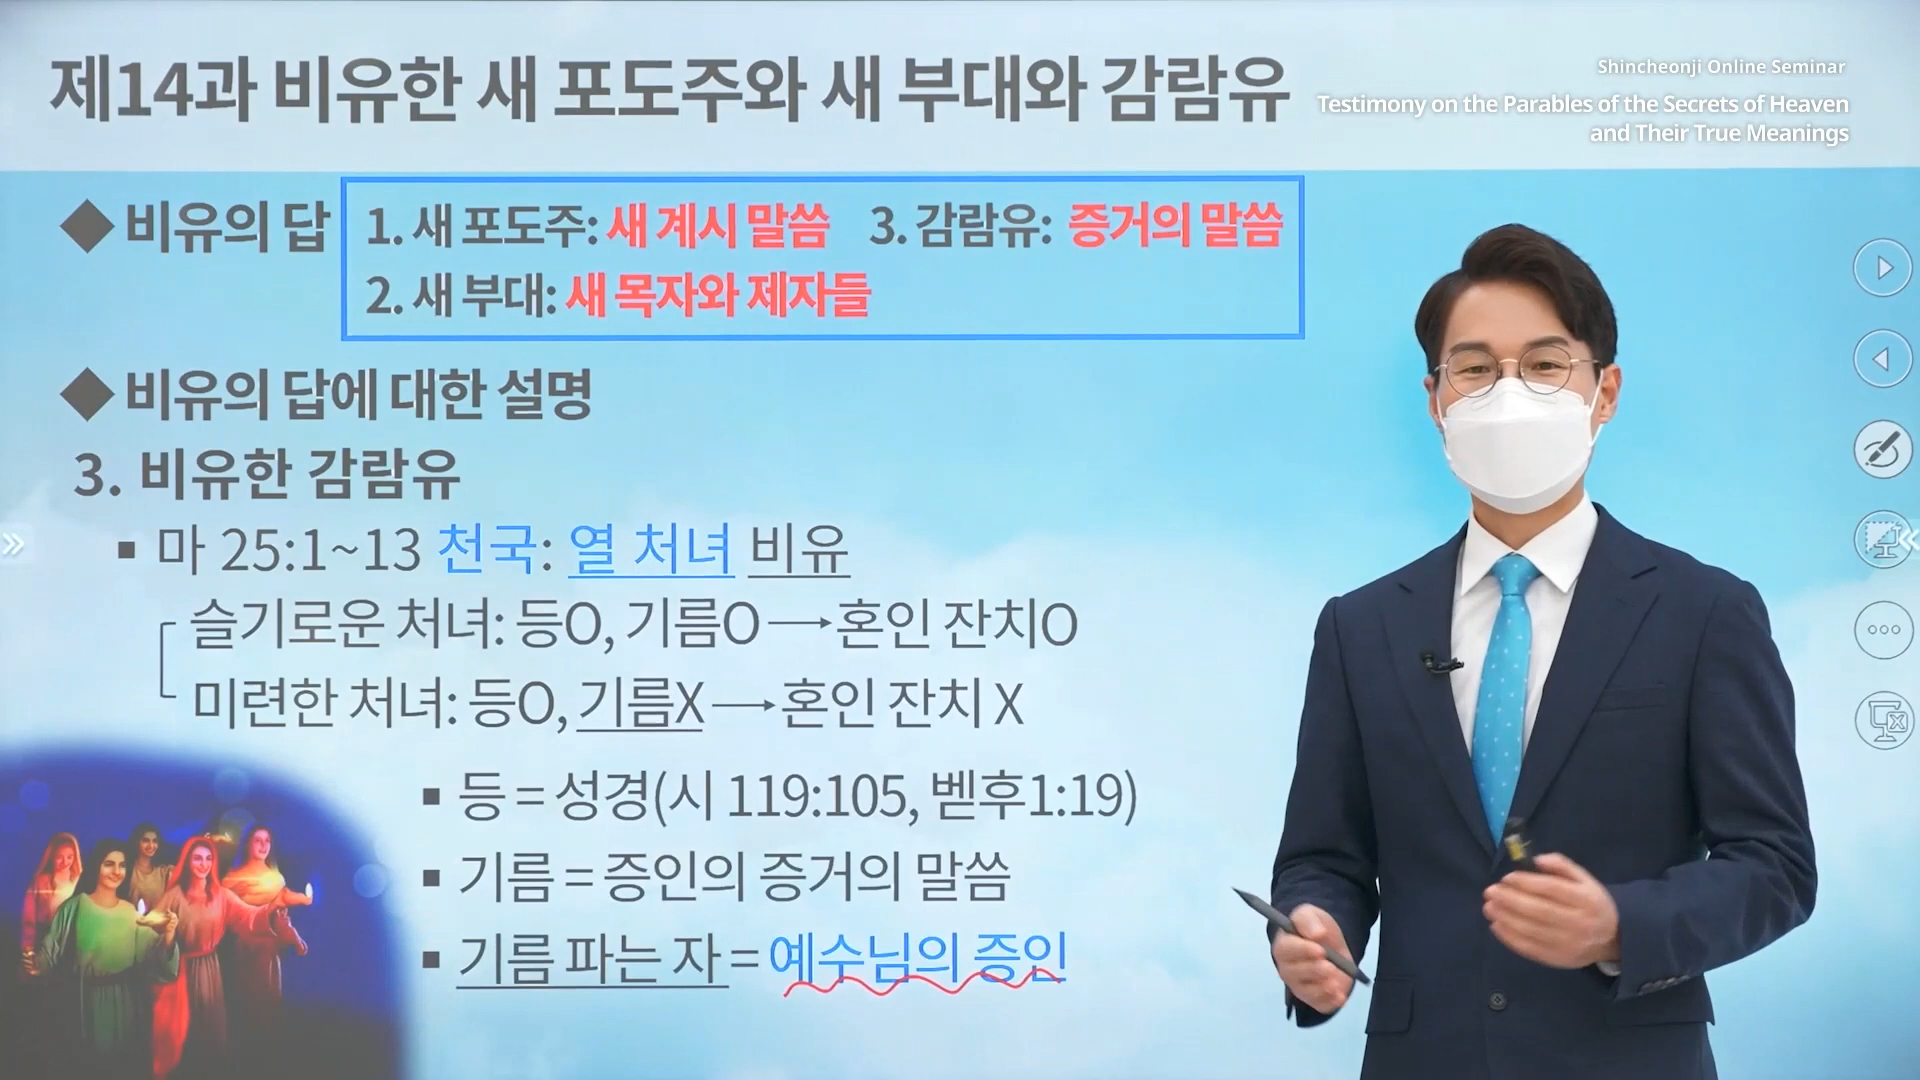 제14과 비유한 새 포도주와 새 부대와 감람유
Shincheonji Online Seminar
Testimony on the Parables of the Secrets of Heaven
and Their True Meanings
◆ 비유의 답
1. 새 포도주: 새 계시 말씀 3. 감람유: 증거의 말씀
2. 새 부대: 새 목자와 제자들
◆ 비유의 답에 대한 설명
3. 비유한 감람유
▪ 마 25:1~13 천국: 열 처녀 비유
슬기로운 처녀: 등O, 기름O → 혼인 잔치O
미련한 처녀: 등O, 기름X → 혼인 잔치 X
▪ 등 = 성경(시 119:105, 벧후1:19)
▪ 기름 = 증인의 증거의 말씀
▪ 기름 파는 자 = 예수님의 증인